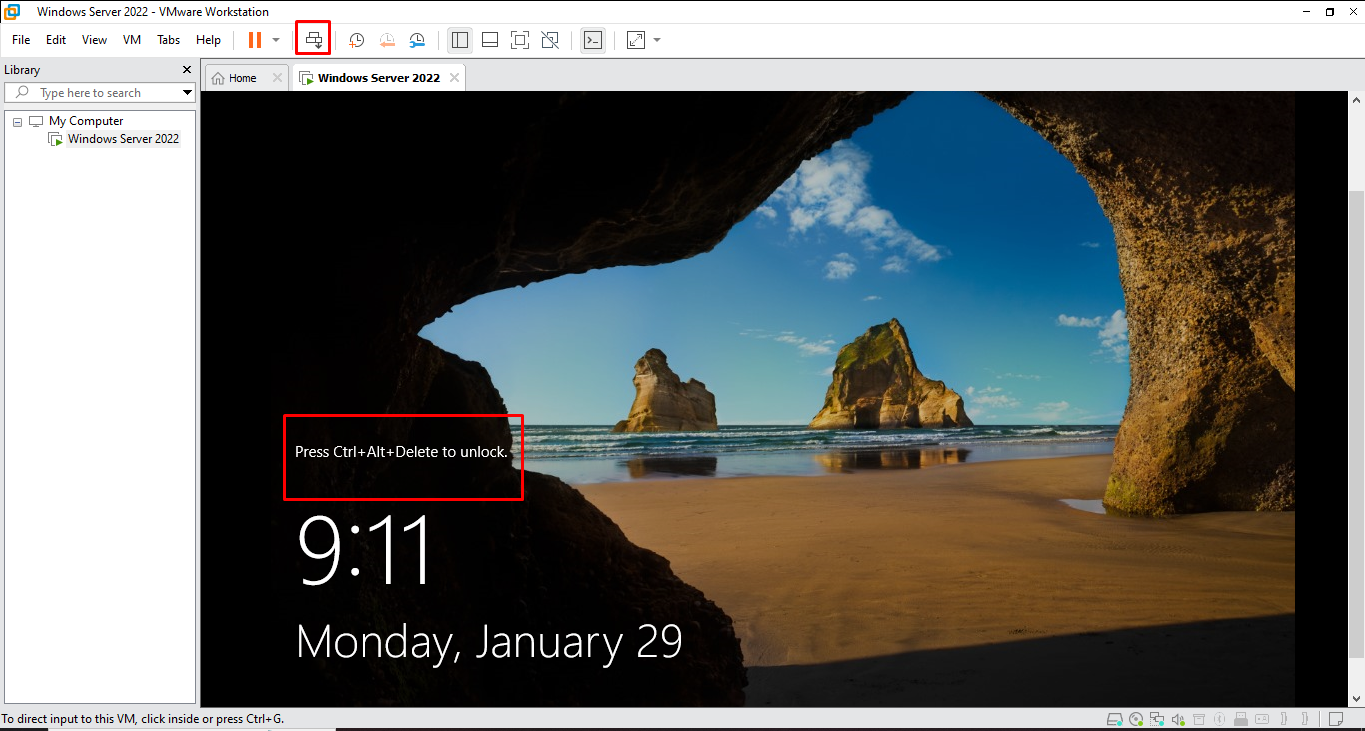 Windows Server 2022 - VMware Workstation
File Edit View VM Tabs Help
Library
Type here to search
My Computer
Windows Server 2022
Home
Windows Server 2022
Press Ctrl+Alt+Delete to unlock.
9:11
Monday, January 29
To direct input to this VM, click inside or press Ctrl+G.